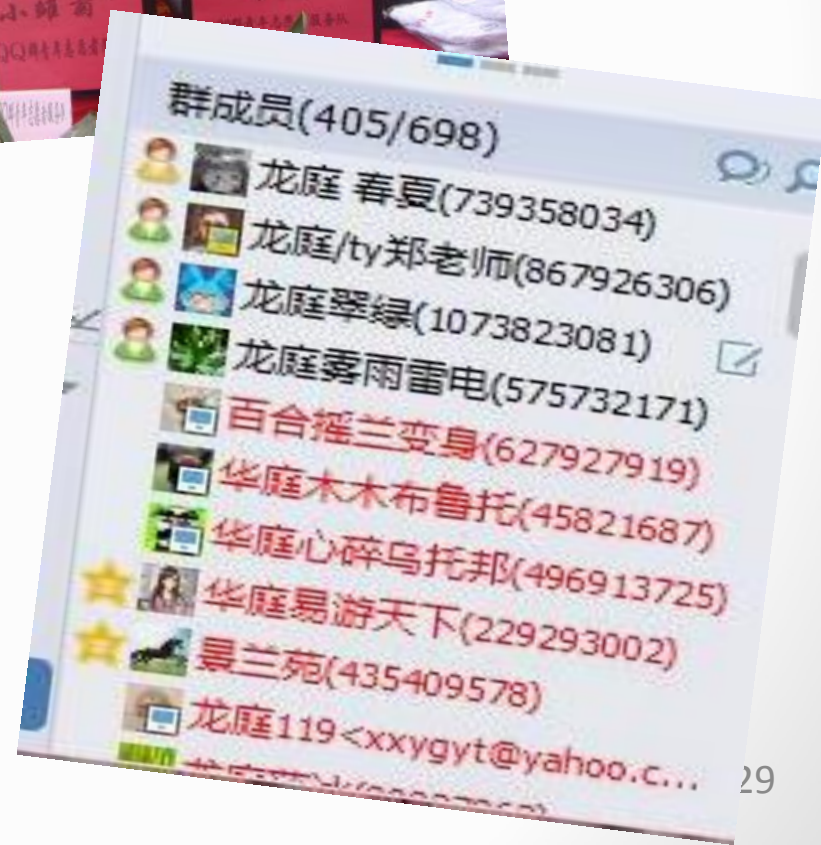 群成员(405/698)
龙庭 春夏(739358034)
龙庭/ty郑老师(867926306)
龙庭翠绿(1073823081)
龙庭雾雨雷电(575732171)
百合摇兰变身(627927919)
华庭木木布鲁托(45821687)
华庭心碎乌托邦(496913725)
华庭易游天下(229293002)
景兰苑(435409578)
龙庭119<xxygyt@yahoo.c...
29